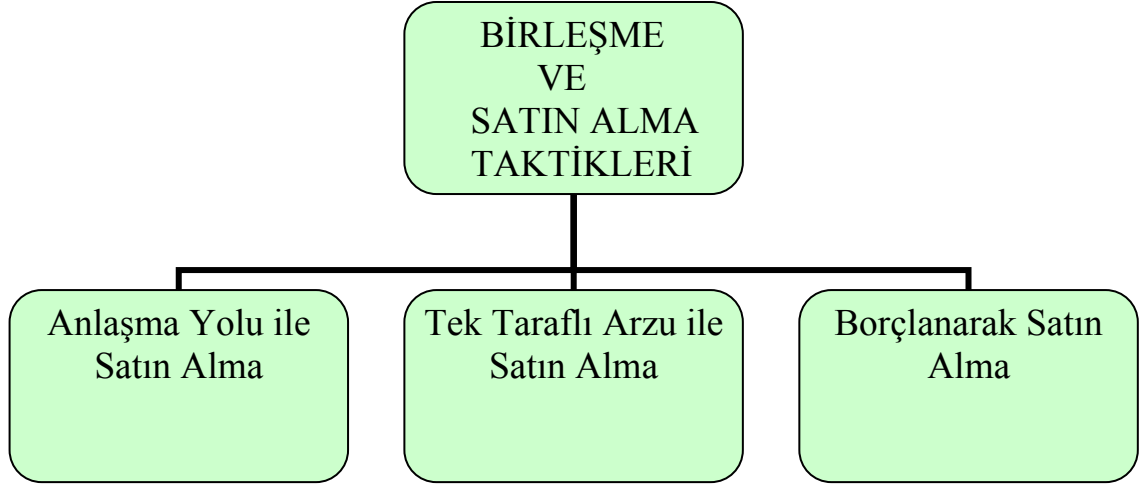 BİRLEŞME
VE
SATIN ALMA
TAKTİKLERİ
Anlaşma Yolu ile
Satın Alma
Tek Taraflı Arzu ile
Satın Alma
Borçlanarak Satın
Alma